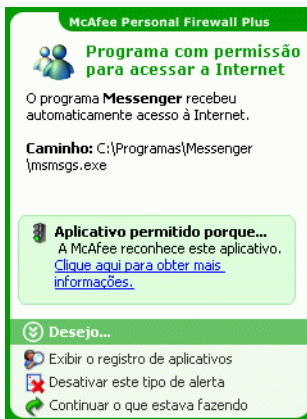 McAfee Personal Firewall Plus
Programa com permissão
para acessar a Internet
O programa Messenger recebeu
automaticamente acesso à Internet.
Caminho: C:\Programas\Messenger
\msmsgs.exe
Aplicativo permitido porque...
A McAfee reconhece este aplicativo.
Clique aqui para obter mais
informações.
Desejo...
Exibir o registro de aplicativos
Desativar este tipo de alerta
Continuar o que estava fazendo